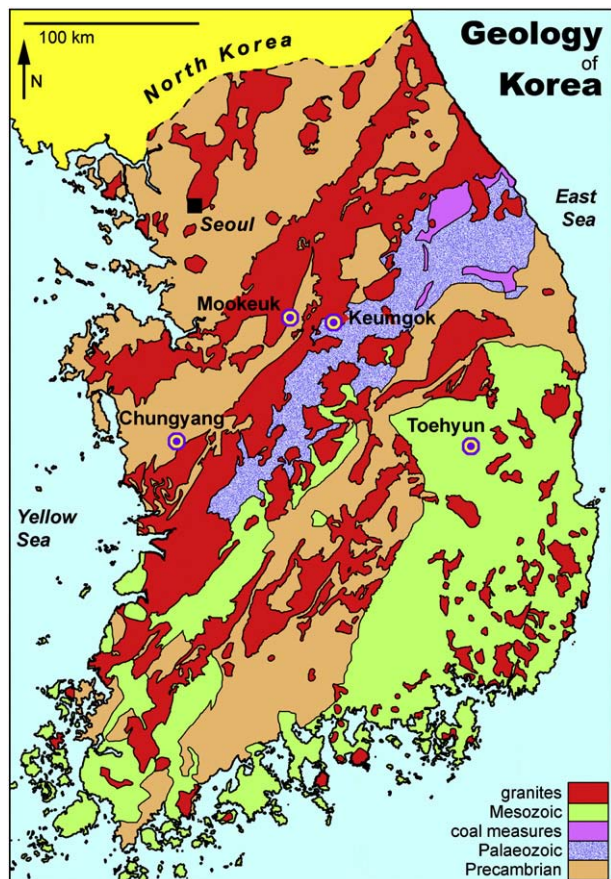 100 km
N
North Korea
Geology
of
Korea
East
Sea
Seoul
Mookeuk
Keumgok
Chungyang
Toehyun
Yellow
Sea
granites
Mesozoic
coal measures
Palaeozoic
Precambrian